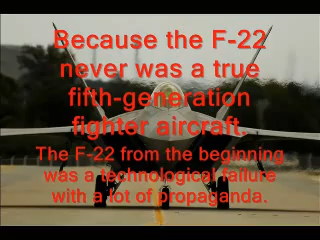 Because the F-22
never was a true
fifth-generation
fighter aircraft.
The F-22 from the beginning
was a technological failure
with a lot of propaganda.